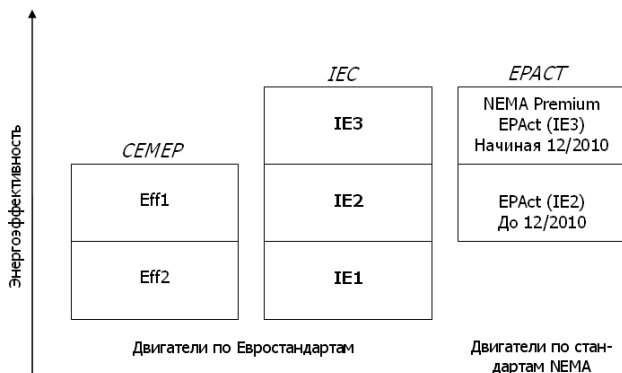 Энергоэффективность
CEMEP
Eff1
Eff2
IEC
IE3
IE2
IE1
EPACT
NEMA Premium
EPAct (IE3)
Начиная 12/2010
EPAct (IE2)
До 12/2010
Двигатели по Евростандартам
Двигатели по стан-
дартам NEMA